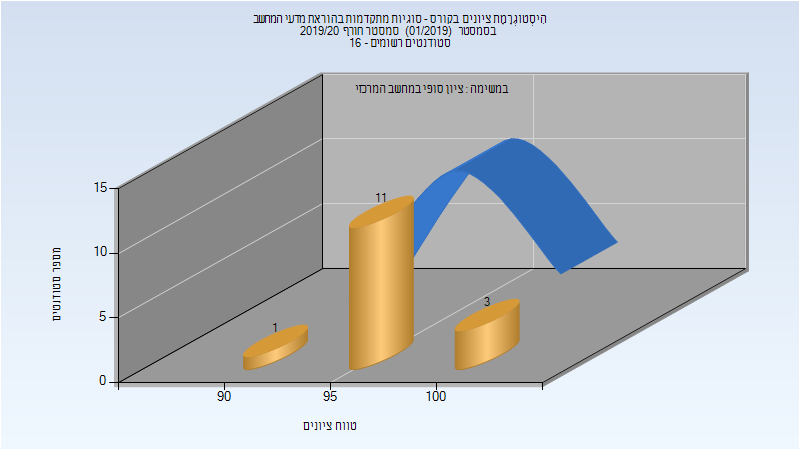 היסטוגרמת ציונים בקורס - סוגיות מתקדמות בהוראת מדעי המחשב
בסמסטר (01/2019) סמסטר חורף 2019/20
סטודנטים רשומים - 16
במשימה : ציון סופי במחשב המרכזי
15
10
5
0
מספר סטודנטים
1
11
3
90
95
100
טווח ציונים